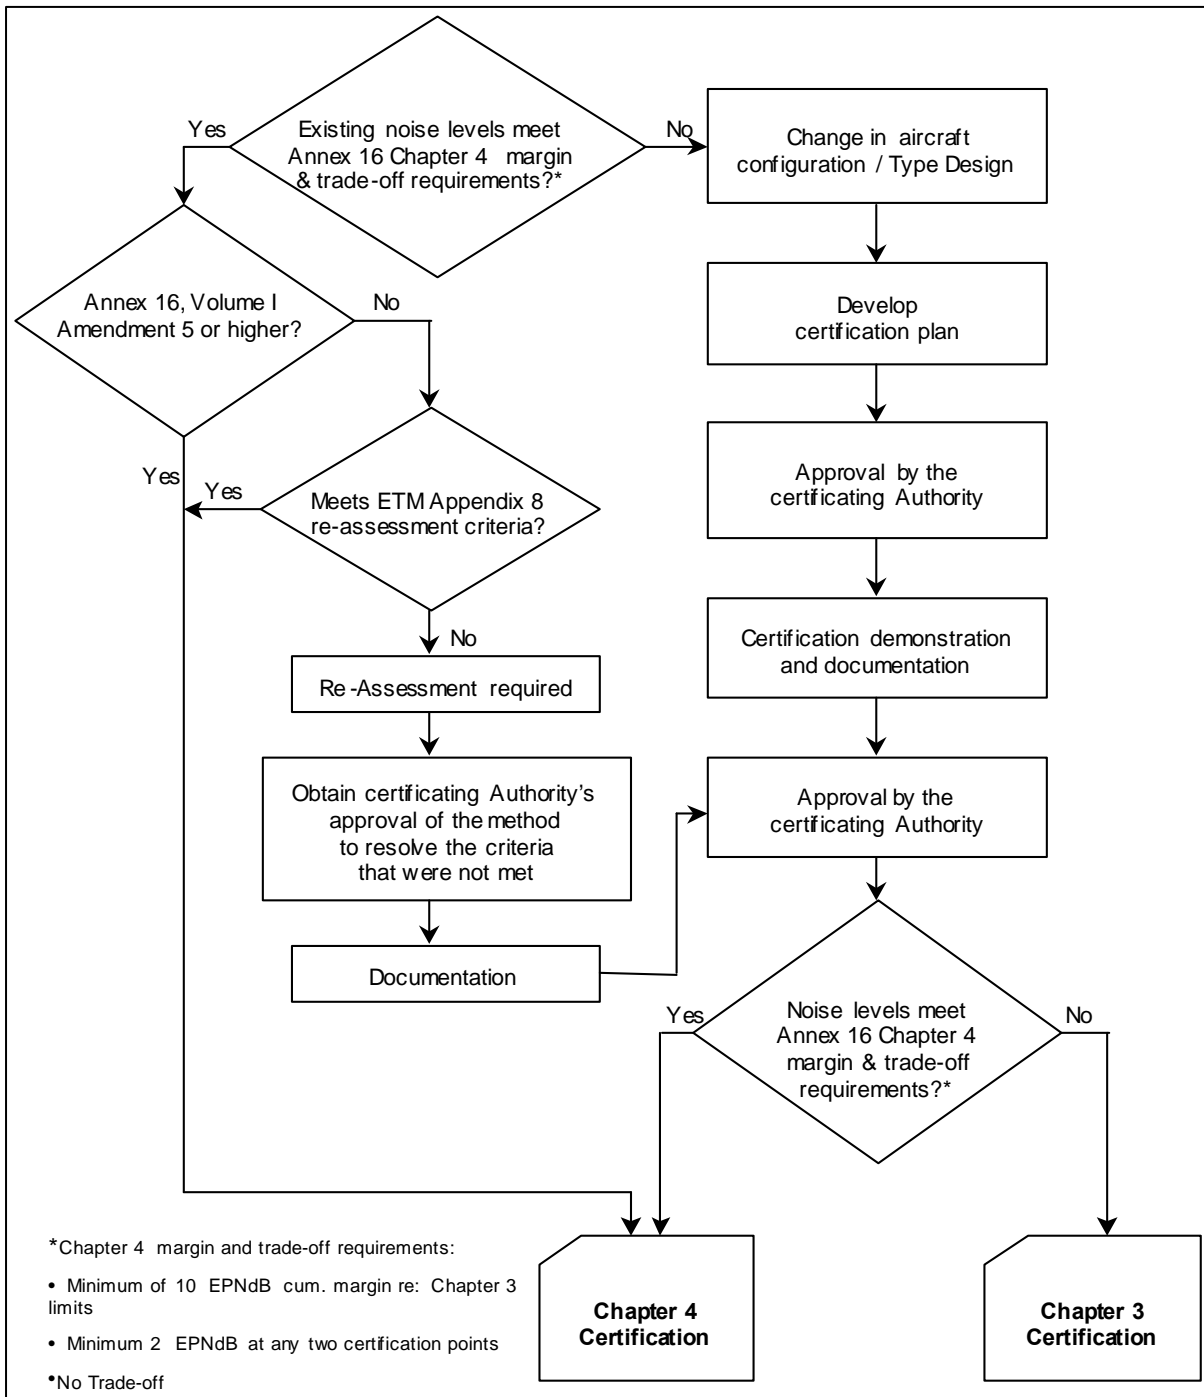 Existing noise levels meet
Annex 16 Chapter 4 margin
& trade-off requirements?*
Yes
No
Change in aircraft
configuration / Type Design
Annex 16, Volume I
Amendment 5 or higher?
No
Yes
Develop
certification plan
Meets ETM Appendix 8
re-assessment criteria?
Yes
No
Approval by the
certificating Authority
Certification demonstration
and documentation
Re-Assessment required
Obtain certificating Authority's
approval of the method
to resolve the criteria
that were not met
Documentation
Approval by the
certificating Authority
Noise levels meet
Annex 16 Chapter 4
margin & trade-off
requirements?*
Yes
No
Chapter 4
Certification
Chapter 3
Certification
*Chapter 4 margin and trade-off requirements:
• Minimum of 10 EPNdB cum. margin re: Chapter 3
limits
• Minimum 2 EPNdB at any two certification points
•No Trade-off